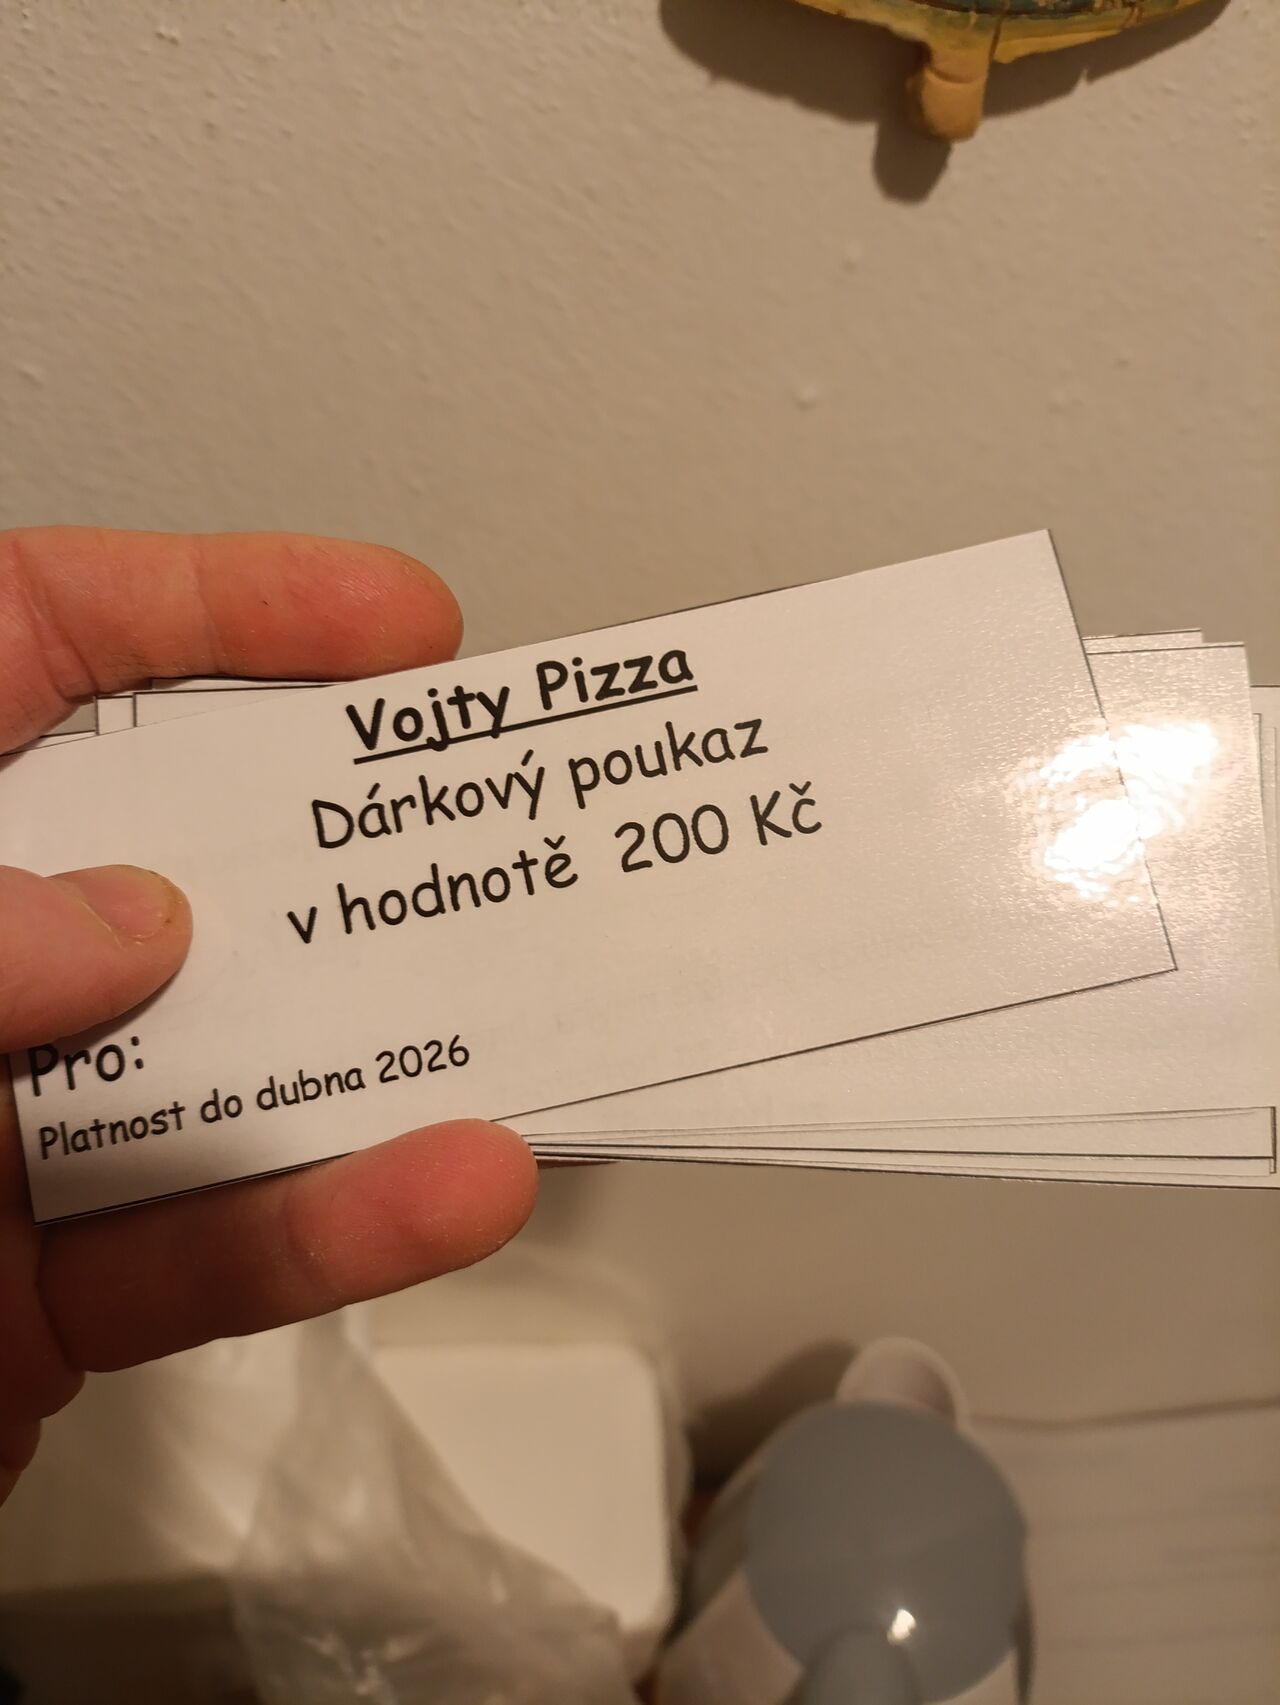 Vojty Pizza
Dárkový poukaz
v hodnotě 200 Kč
Pro:
Platnost do dubna 2026